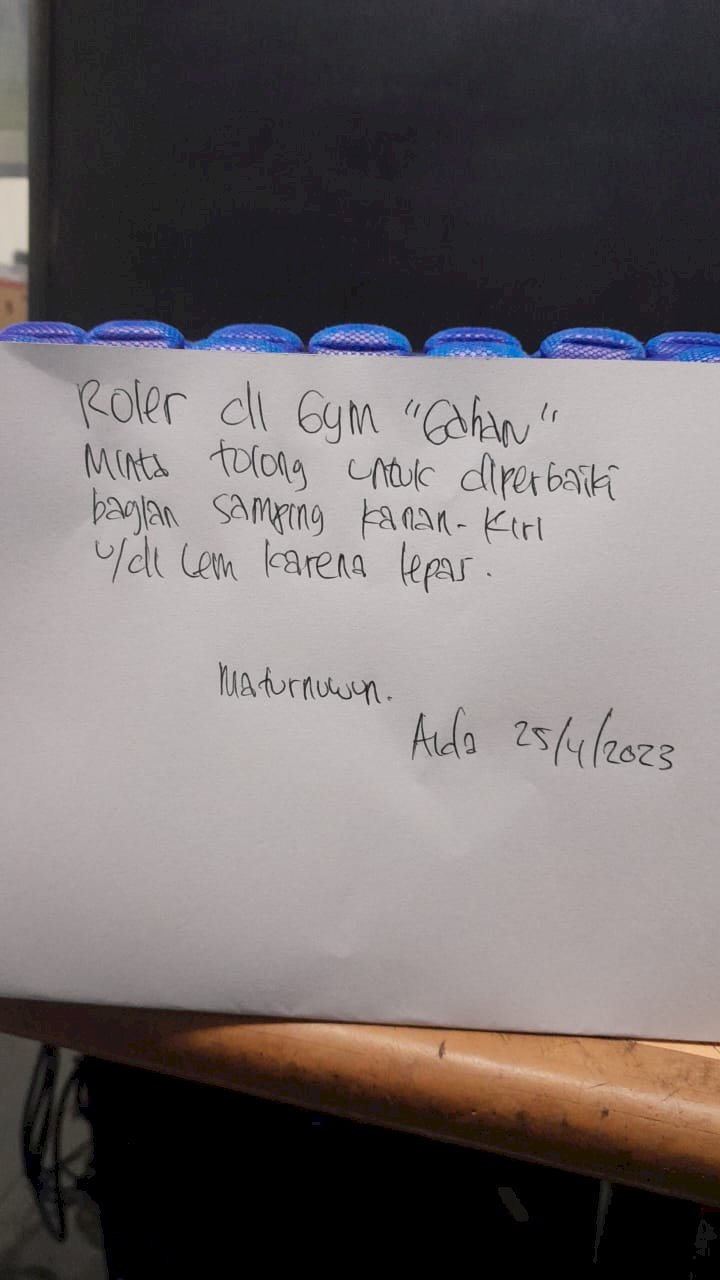 Roler di Gym "Gahan"
Minta tolong untuk diperbaiki
bagian samping kanan-kiri
u/di lem karena lepas.
Maturnuwun.
Aida 25/4/2023